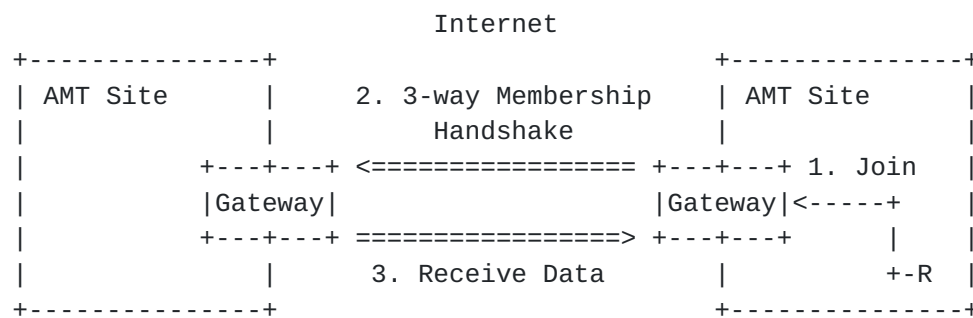 Internet
+---------------+ +---------------+
| AMT Site | 2. 3-way Membership | AMT Site |
| | Handshake | |
| +---+---+ <================= +---+---+ 1. Join |
| |Gateway| |Gateway|<-----+ |
| +---+---+ =================> +---+---+ | |
| | 3. Receive Data | +-R |
+---------------+ +---------------+